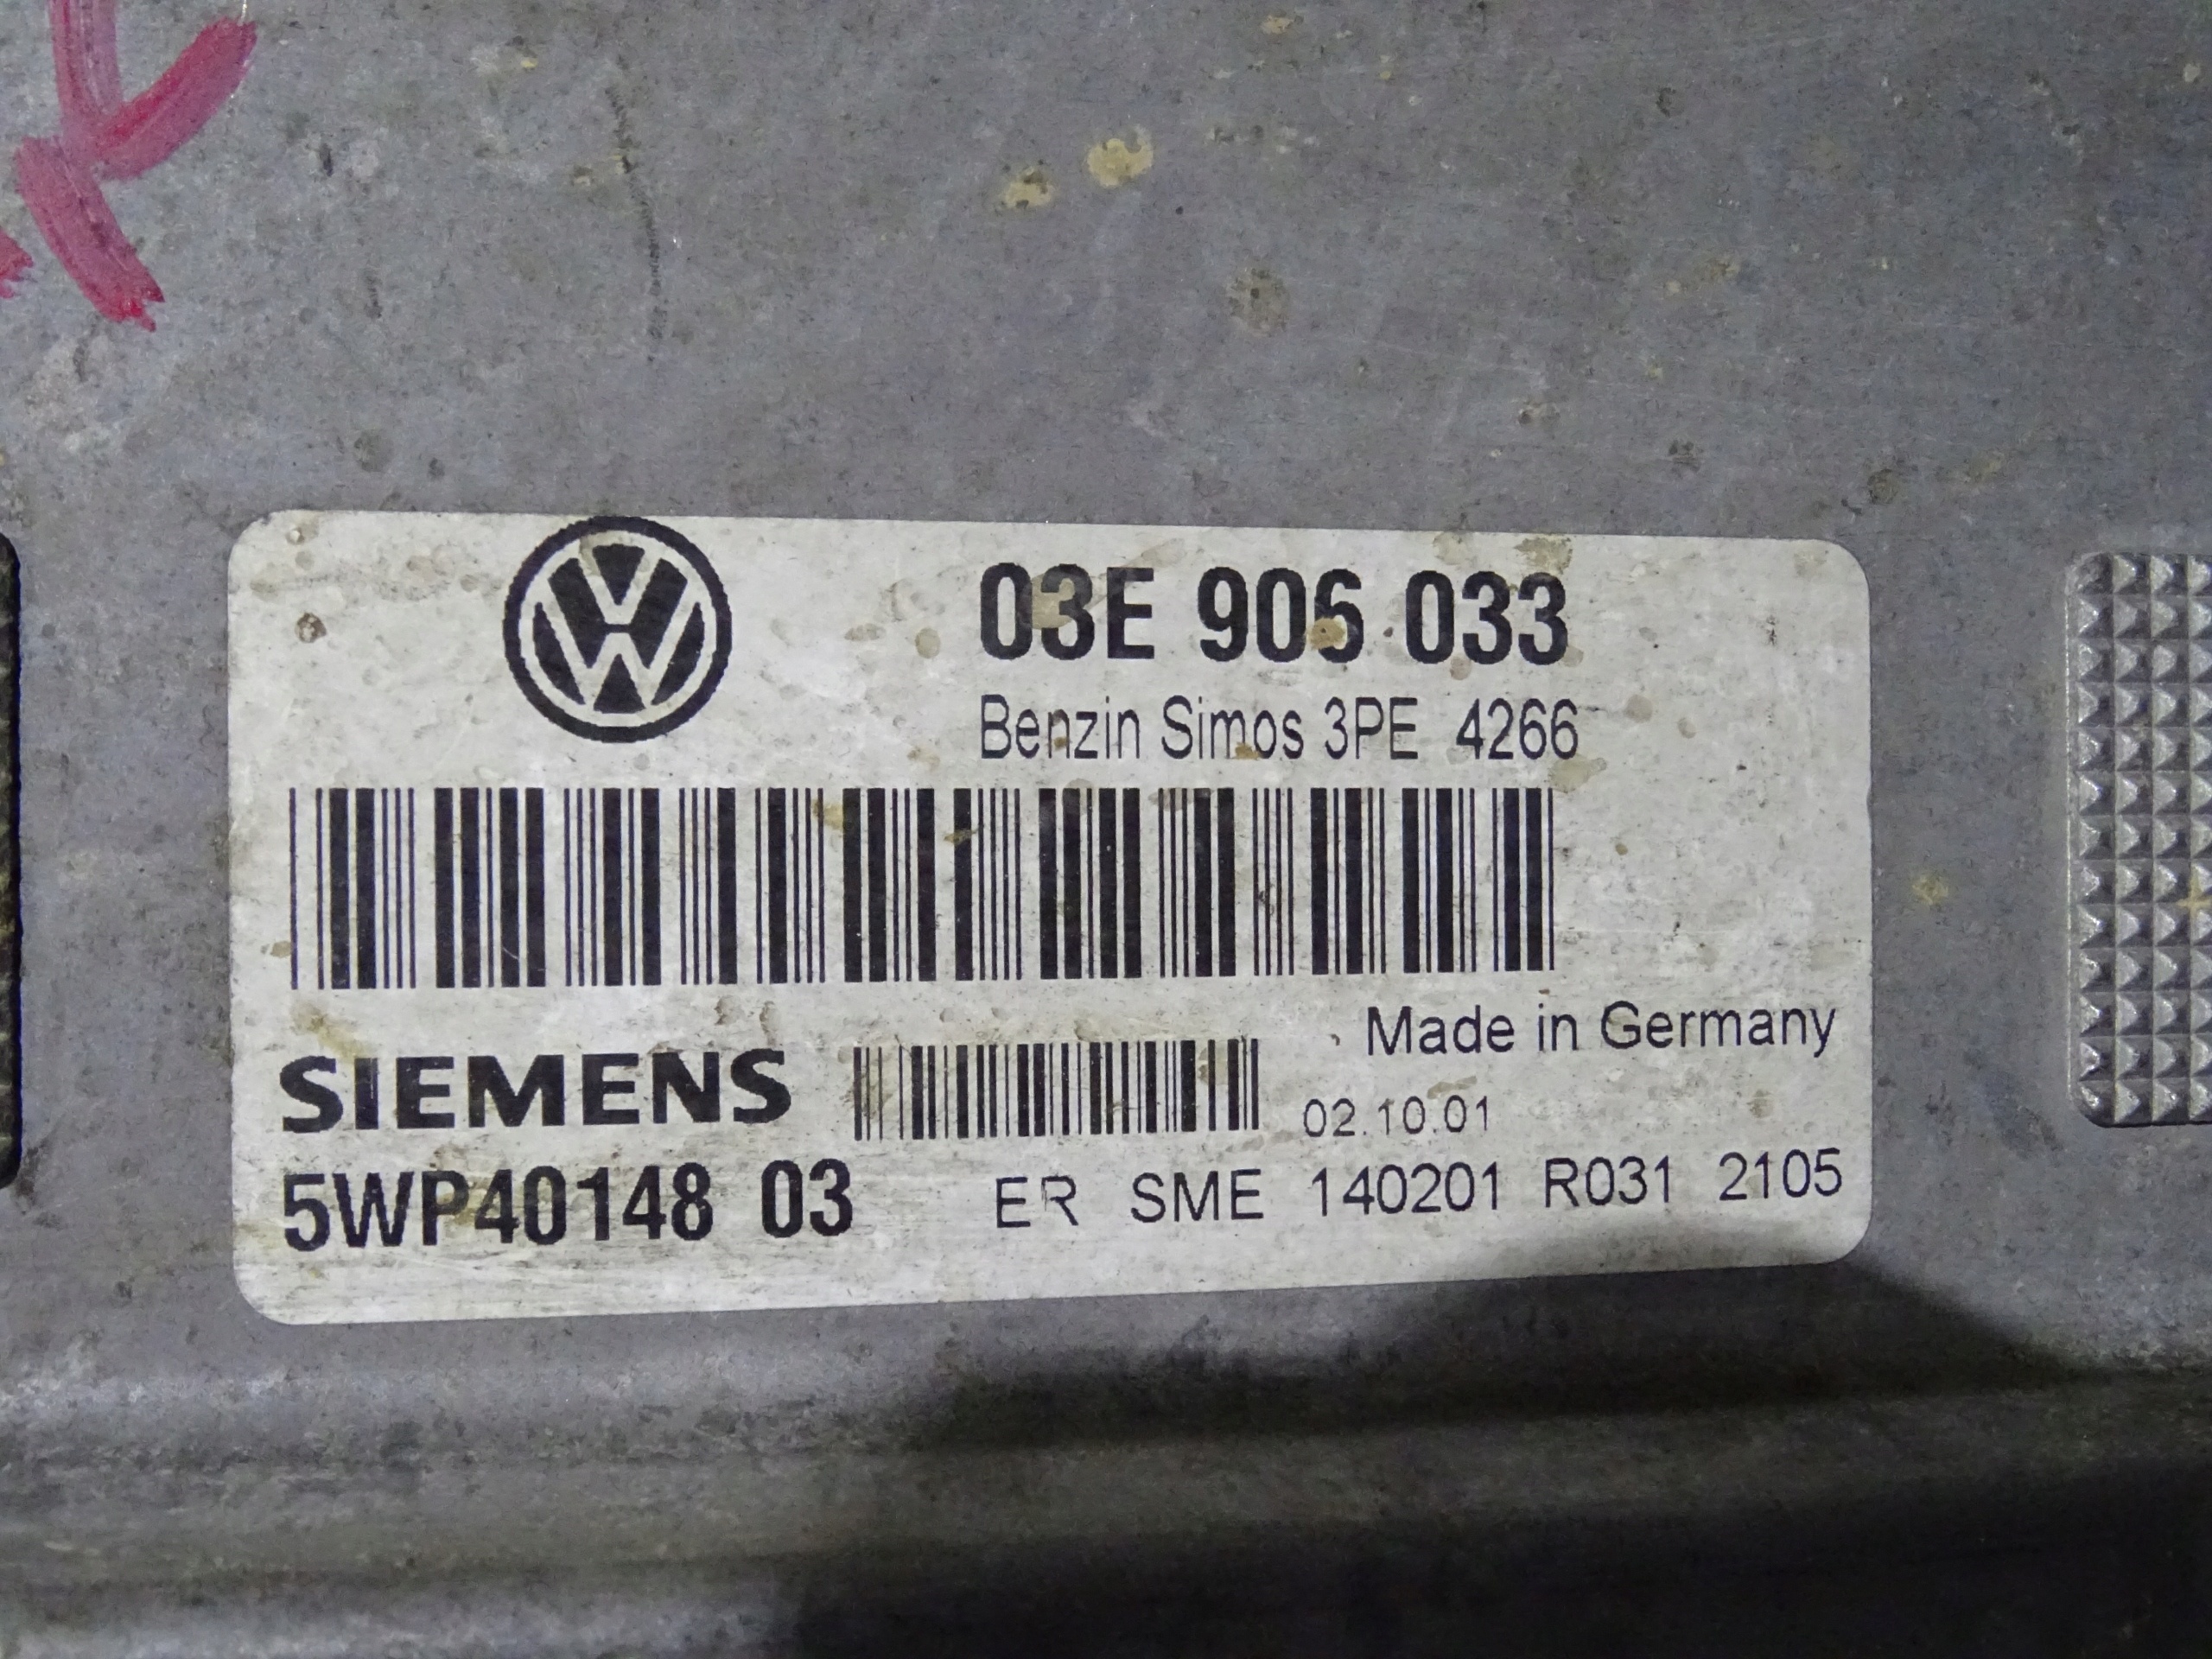 K
03E 906 033
Benzin Simos 3PE 4266
Made in Germany
SIEMENS
02.10.01
5WP40148 03 ER SME 140201 R031 2105